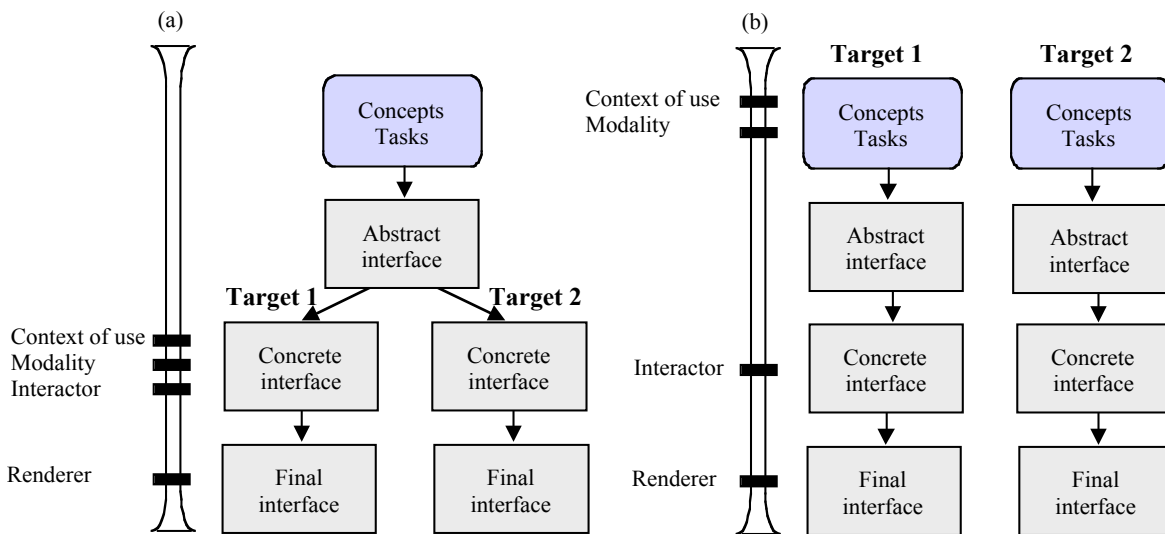 (a)
Concepts
Tasks
Abstract
interface
Target 1
Target 2
Context of use
Modality
Interactor
Concrete
interface
Concrete
interface
Renderer
Final
interface
Final
interface
(b)
Target 1
Target 2
Context of use
Modality
Concepts
Tasks
Concepts
Tasks
Abstract
interface
Abstract
interface
Interactor
Concrete
interface
Concrete
interface
Renderer
Final
interface
Final
interface